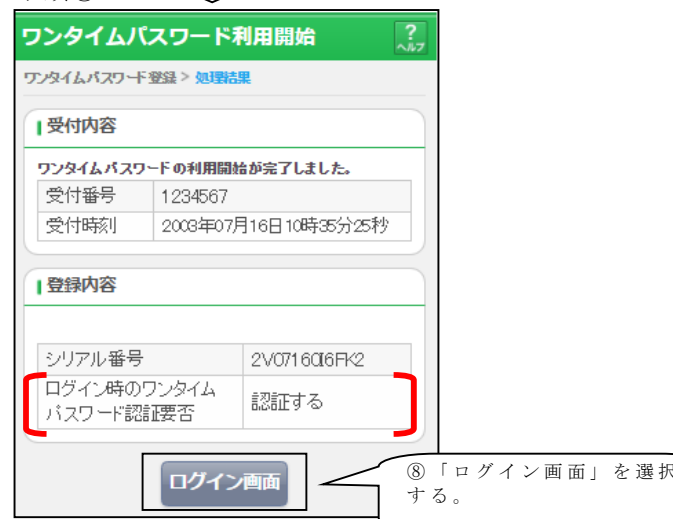 ワンタイムパスワード利用開始
?
ヘルプ
ワンタイムパスワード登録 > 処理結果
受付内容
ワンタイムパスワードの利用開始が完了しました。
受付番号 1234567
受付時刻 2003年07月16日10時35分25秒
登録内容
シリアル番号 2V07160I6FK2
ログイン時のワンタイム
パスワード認証要否
認証する
ログイン画面
⑧「ログイン画面」を選択
する。